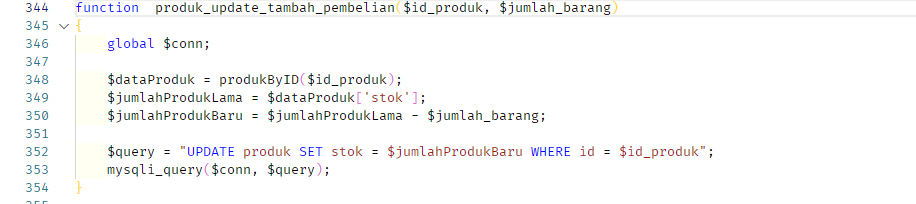 344 function  produk_update_tambah_pembelian($id_produk, $jumlah_barang)
345 {
346     global $conn;
347
348     $dataProduk = produkByID($id_produk);
349     $jumlahProdukLama = $dataProduk['stok'];
350     $jumlahProdukBaru = $jumlahProdukLama - $jumlah_barang;
351
352     $query = "UPDATE produk SET stok = $jumlahProdukBaru WHERE id = $id_produk";
353     mysqli_query($conn, $query);
354 }